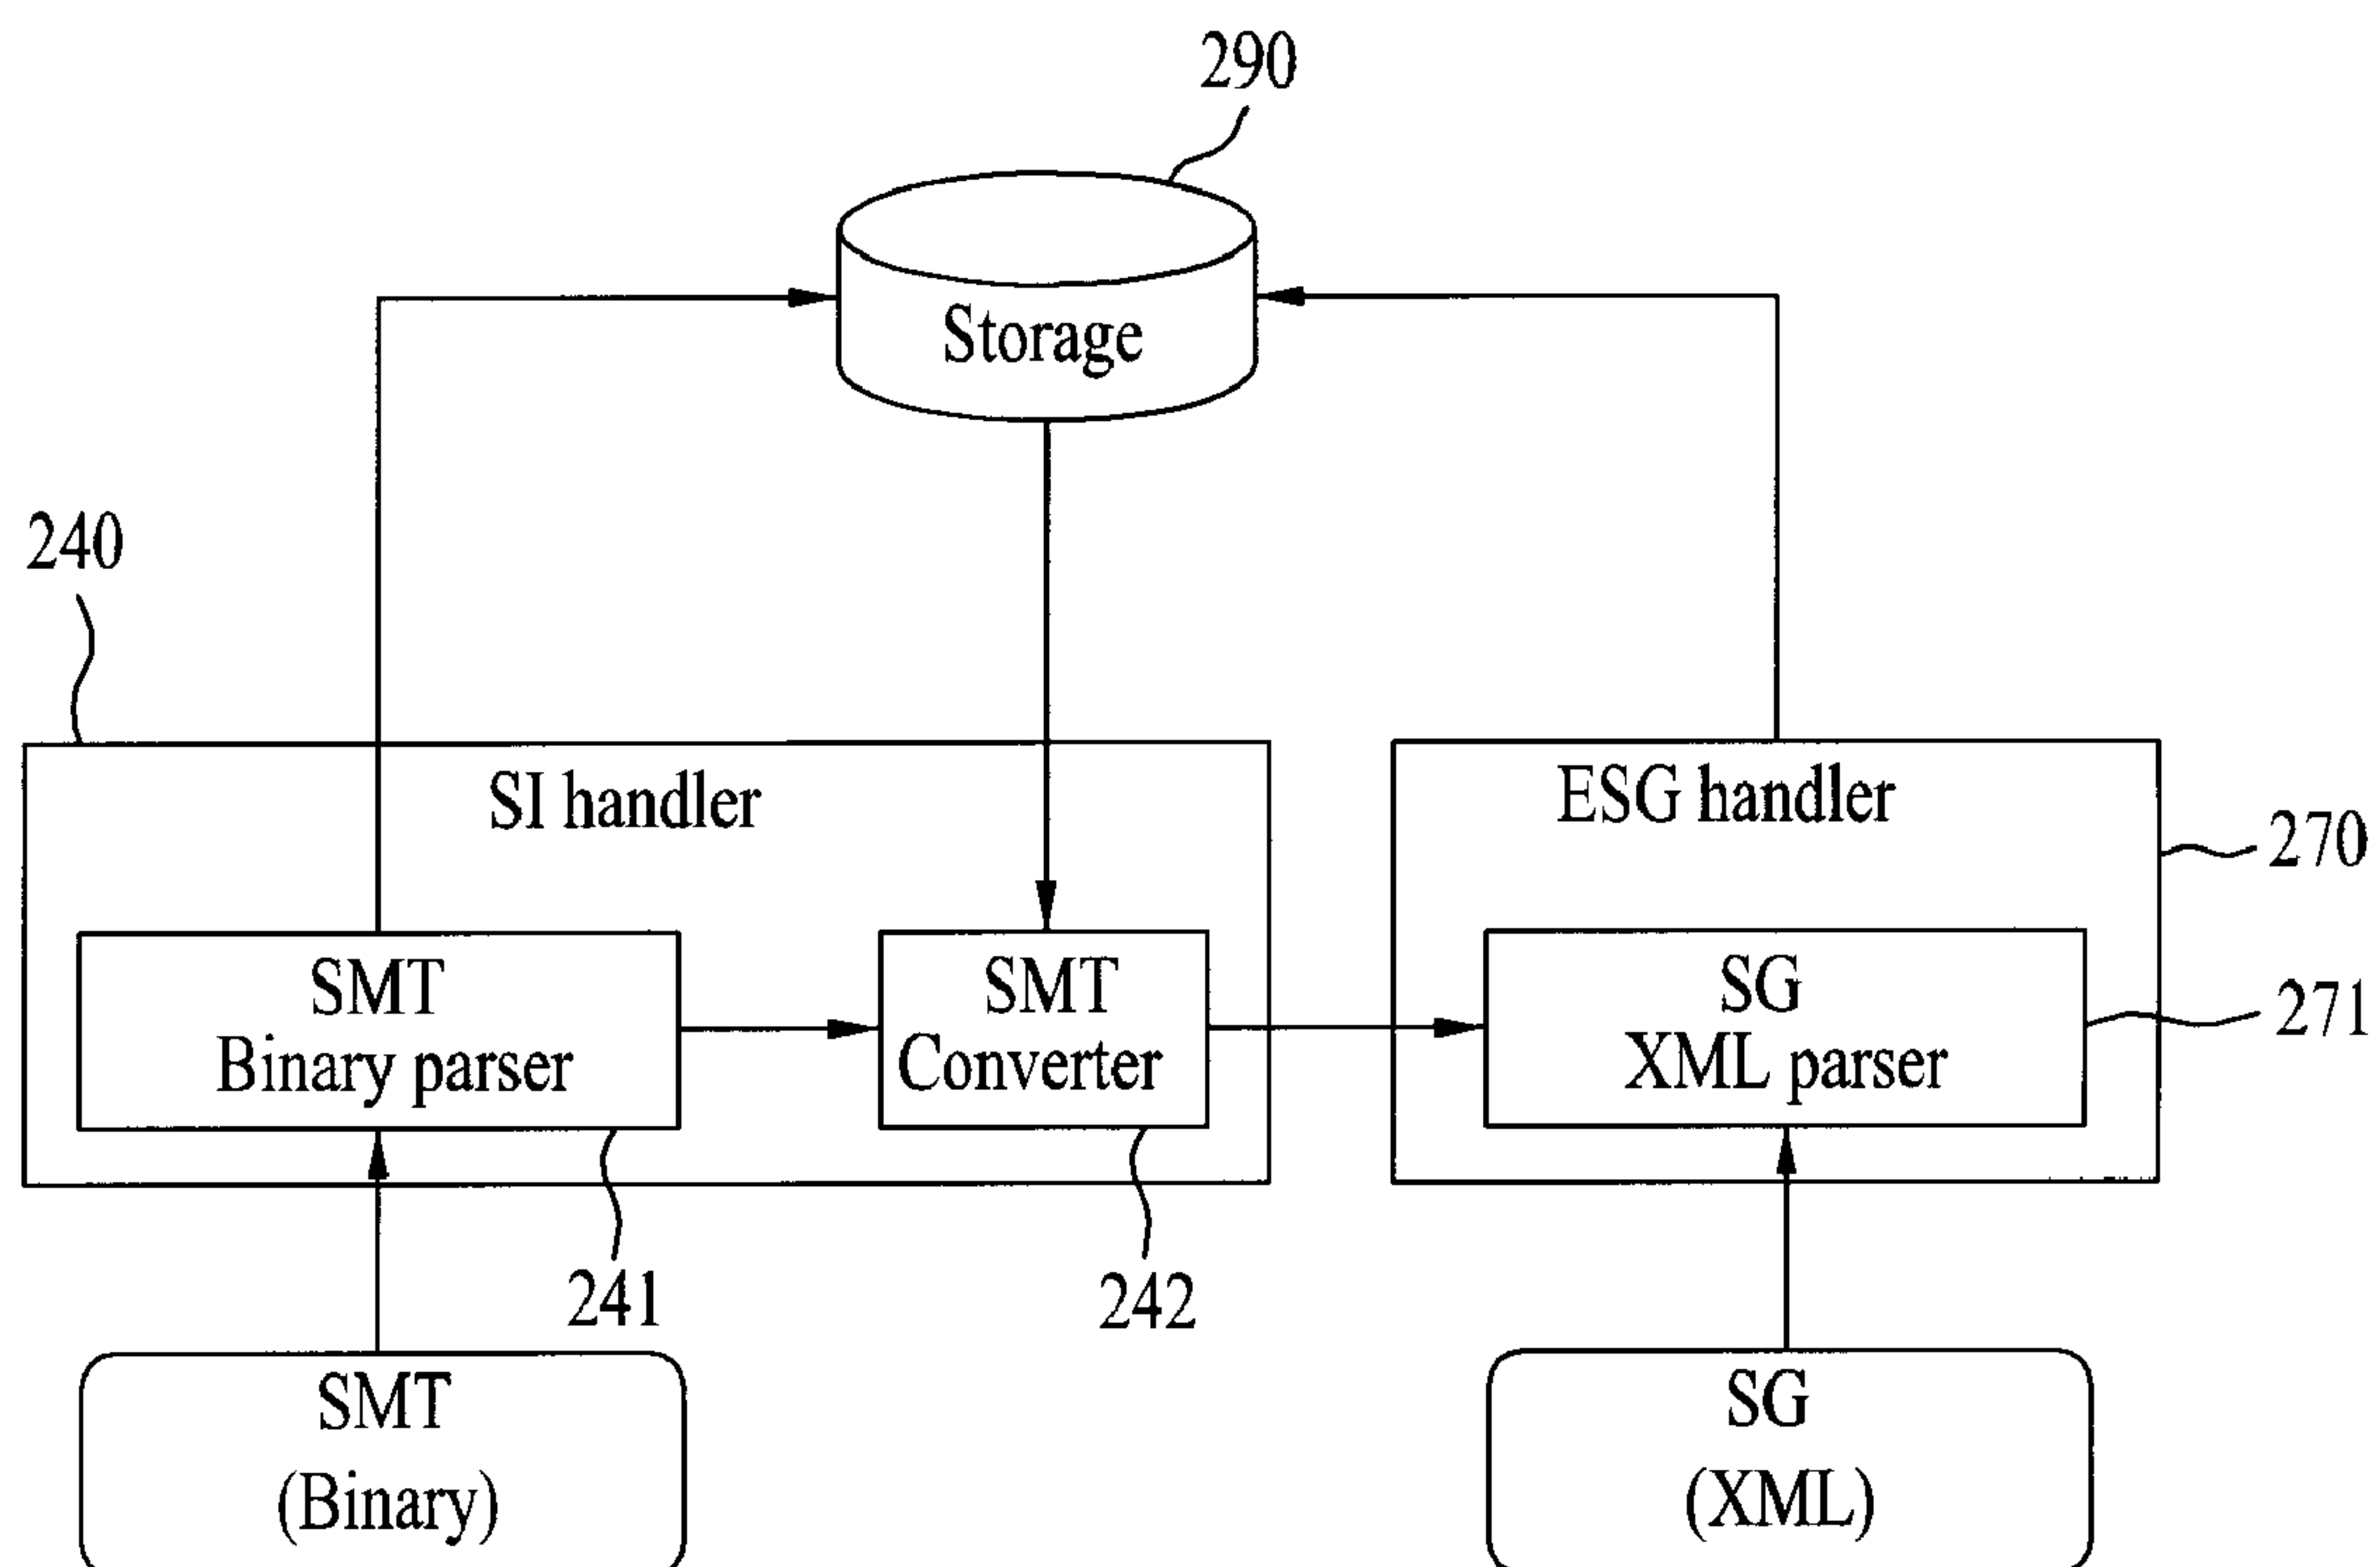 290
Storage
240
SI handler
ESG handler
270
SMT
Binary parser
SMT
Converter
SG
XML parser
271
241
242
SMT
(Binary)
SG
(XML)